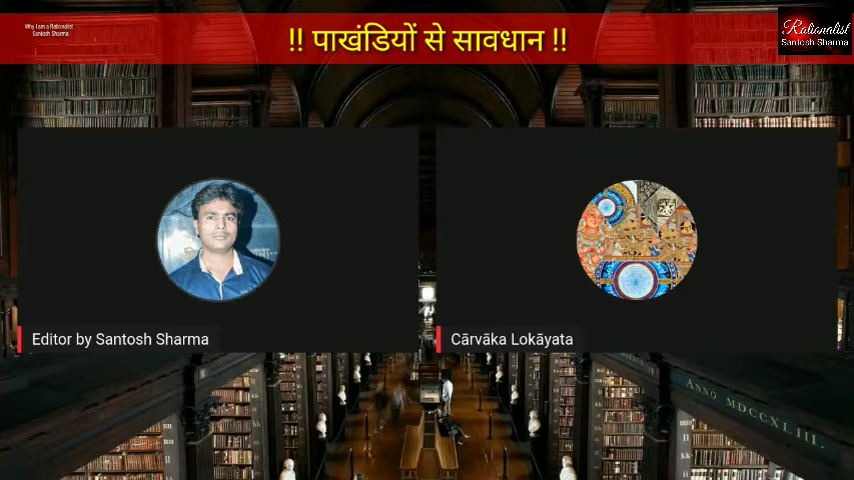 Why I am a Rationalist
Santosh Sharma
!! पाखंडियों से सावधान !!
Rationalist
Santosh Sharma
Editor by Santosh Sharma
Cārvāka Lokāyata
ANNO MDCCXLIII.